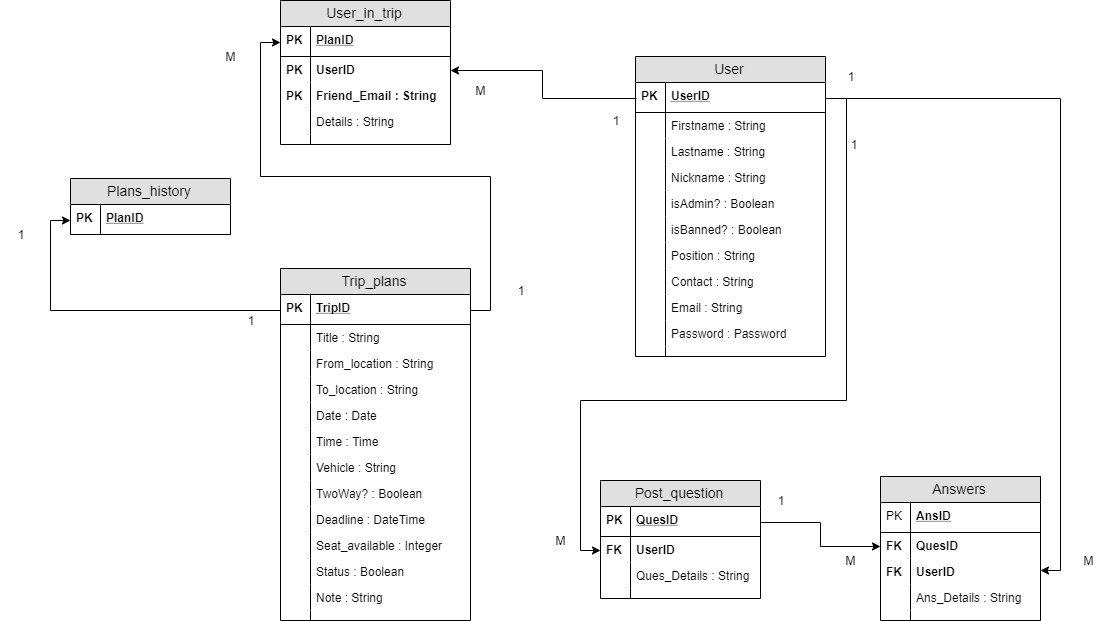 User_in_trip
PK PlanID
PK UserID
PK Friend_Email : String
Details : String
M
M
User
PK UserID
Firstname : String
Lastname : String
Nickname : String
isAdmin? : Boolean
isBanned? : Boolean
Position : String
Contact : String
Email : String
Password : Password
1
1
1
Plans_history
PK PlanID
1
1
1
Trip_plans
PK TripID
Title : String
From_location : String
To_location : String
Date : Date
Time : Time
Vehicle : String
TwoWay? : Boolean
Deadline : DateTime
Seat_available : Integer
Status : Boolean
Note : String
Post_question
PK QuesID
FK UserID
Ques_Details : String
M
1
M
Answers
PK AnsID
FK QuesID
FK UserID
Ans_Details : String
M